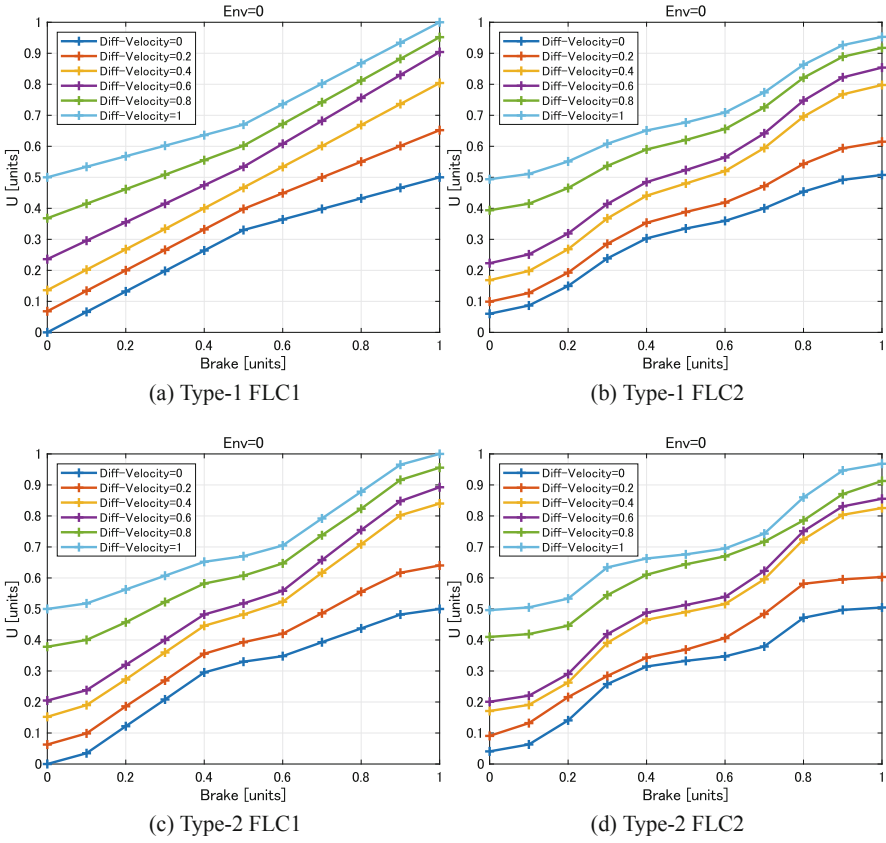 Env=0
Diff-Velocity=0
Diff-Velocity=0.2
Diff-Velocity=0.4
Diff-Velocity=0.6
Diff-Velocity=0.8
Diff-Velocity=1
U [units]
1
0.9
0.8
0.7
0.6
0.5
0.4
0.3
0.2
0.1
0
0 0.2 0.4 0.6 0.8 1
Brake [units]
(a) Type-1 FLC1
Env=0
Diff-Velocity=0
Diff-Velocity=0.2
Diff-Velocity=0.4
Diff-Velocity=0.6
Diff-Velocity=0.8
Diff-Velocity=1
U [units]
1
0.9
0.8
0.7
0.6
0.5
0.4
0.3
0.2
0.1
0
0 0.2 0.4 0.6 0.8 1
Brake [units]
(b) Type-1 FLC2
Env=0
Diff-Velocity=0
Diff-Velocity=0.2
Diff-Velocity=0.4
Diff-Velocity=0.6
Diff-Velocity=0.8
Diff-Velocity=1
U [units]
1
0.9
0.8
0.7
0.6
0.5
0.4
0.3
0.2
0.1
0
0 0.2 0.4 0.6 0.8 1
Brake [units]
(c) Type-2 FLC1
Env=0
Diff-Velocity=0
Diff-Velocity=0.2
Diff-Velocity=0.4
Diff-Velocity=0.6
Diff-Velocity=0.8
Diff-Velocity=1
U [units]
1
0.9
0.8
0.7
0.6
0.5
0.4
0.3
0.2
0.1
0
0 0.2 0.4 0.6 0.8 1
Brake [units]
(d) Type-2 FLC2